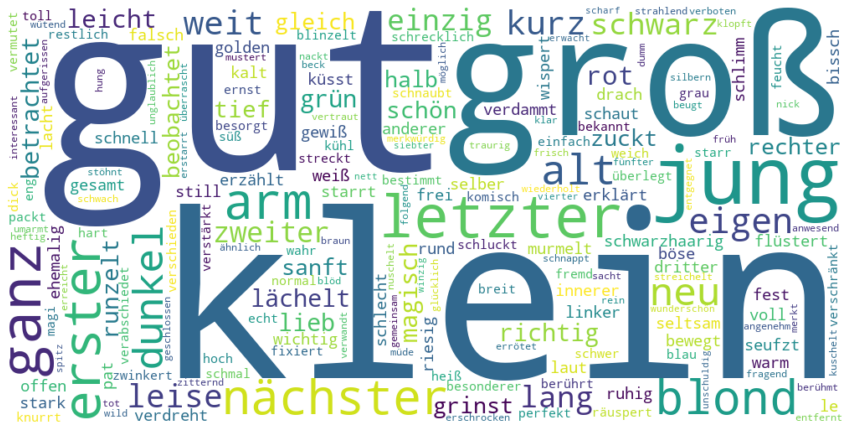 gut
groß
klein
jung
ganz
erster
letzter
nächster
blond
arm
alt
neu
dunkel
eigen
schwarz
kurz
weit
leicht
einzig
gleich
halb
rot
grün
schön
tief
betrachtet
beobachtet
zweiter
lang
leise
sanft
lieb
lächelt
magisch
richtig
grinst
zuckt
rechter
schnell
runzelt
toll
wütend
restlich
vermutet
aufgerissen
interessant
falsch
lacht
golden
kalt
ernst
besorgt
süß
blinzelt
mustert
nackt
beck
küsst
schrecklich
schnaubt
vertraut
kühl
gewiß
anderer
merkwürdig
siebter
streckt
weiß
erzählt
still
hung
unglaublich
überrascht
erstarrt
stöhnt
gesamt
schwach
eng
dick
packt
umarmt
heftig
ehemalig
hart
pat
verabschiedet
verschieden
verstärkt
starrt
bestimmt
nett
folgend
frei
selber
komisch
wispert
erwacht
verdammt
drach
möglich
klar
traurig
einfach
frisch
früh
weich
fünfter
vierter
wiederholt
erklärt
überlegt
bekannt
schaut
grau
dumm
scharf
strahlend
verboten
klopft
silbern
beugt
nick
feucht
schlimm
bissch
starr
entgegnet
anwesend
flüstert
schwarzhaarig
böse
dritter
murmelt
schluckt
rund
ähnlich
braun
wahr
echt
normal
blöd
wichtig
fixiert
schlecht
nuschelt
winzig
glücklich
gemeinsam
verwandt
müde
riesig
breit
schnappt
sacht
rein
fremd
innerer
linker
streichelt
wunderschön
angenehm
merkt
seltsam
bewegt
blau
fest
voll
seufzt
warm
fragend
kuschelt
verschränkt
unschuldig
berühmt
le
entfernt
ruhig
räuspert
berührt
laut
schwer
errötet
heiß
besonderer
perfekt
erschrocken
hoch
schmal
zwinkert
zitternd
geschlossen
erreicht
magi
spitz
offen
stark
knurrt
tot
wild
verdreht